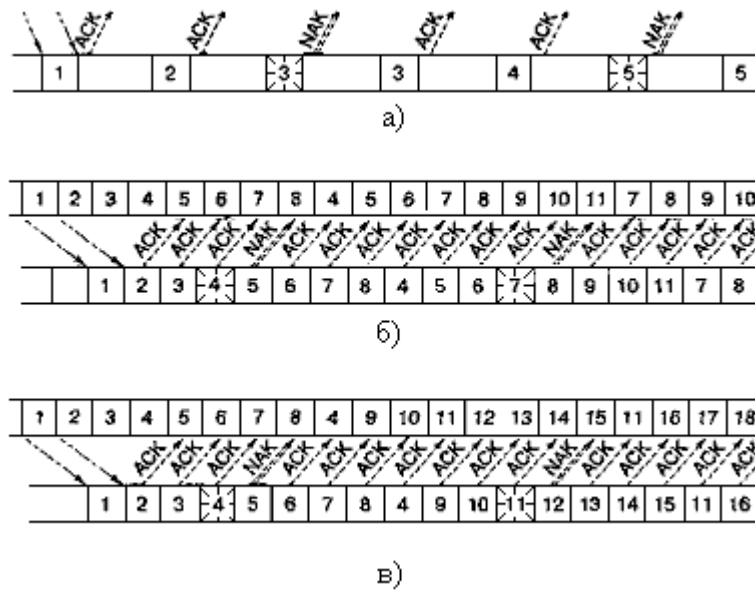 ACK ACK NAK ACK ACK NAK
1 2 3 3 4 5 5
а)
1 2 3 4 5 6 7 8 4 5 6 7 8 9 10 11 7 8 9 10
ACK ACK ACK NAK ACK ACK ACK ACK ACK ACK ACK NAK ACK ACK ACK ACK ACK
1 2 3 4 5 6 7 8 4 5 6 7 8 9 10 11 7 8
б)
1 2 3 4 5 6 7 8 4 9 10 11 12 13 14 15 11 16 17 18
ACK ACK ACK NAK ACK ACK ACK ACK ACK ACK ACK NAK ACK ACK ACK ACK ACK
1 2 3 4 5 6 7 8 4 9 10 11 12 13 14 15 11 16
в)